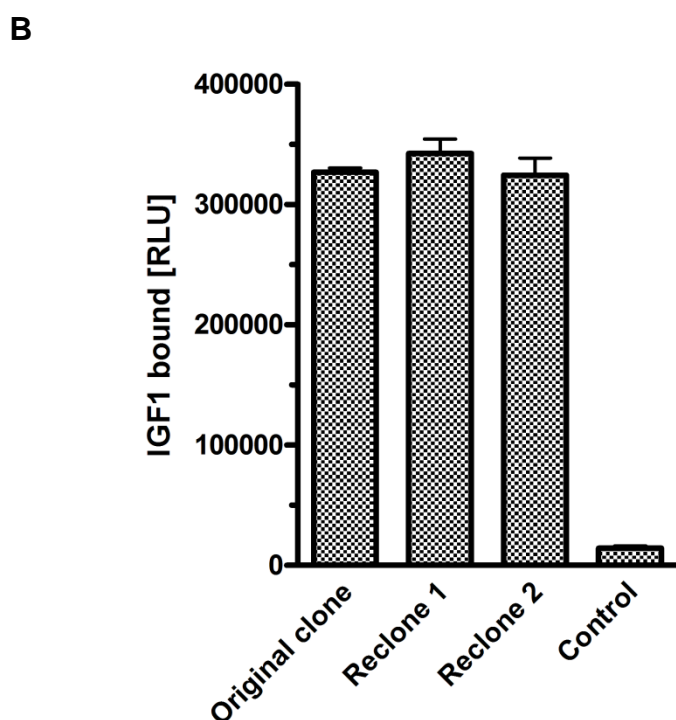 B
IGF1 bound [RLU]
400000
300000
200000
100000
0
Original clone
Reclone 1
Reclone 2
Control